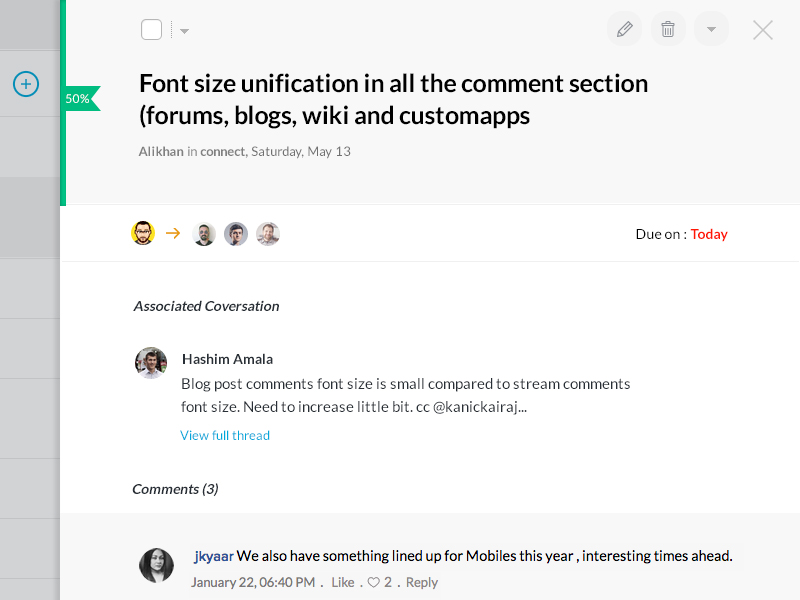 50%
Font size unification in all the comment section
(forums, blogs, wiki and customapps
Alikhan in connect, Saturday, May 13
Due on : Today
Associated Coversation
Hashim Amala
Blog post comments font size is small compared to stream comments
font size. Need to increase little bit. cc @kanickairaj...
View full thread
Comments (3)
jkyaar We also have something lined up for Mobiles this year , interesting times ahead.
January 22, 06:40 PM . Like . 2 . Reply